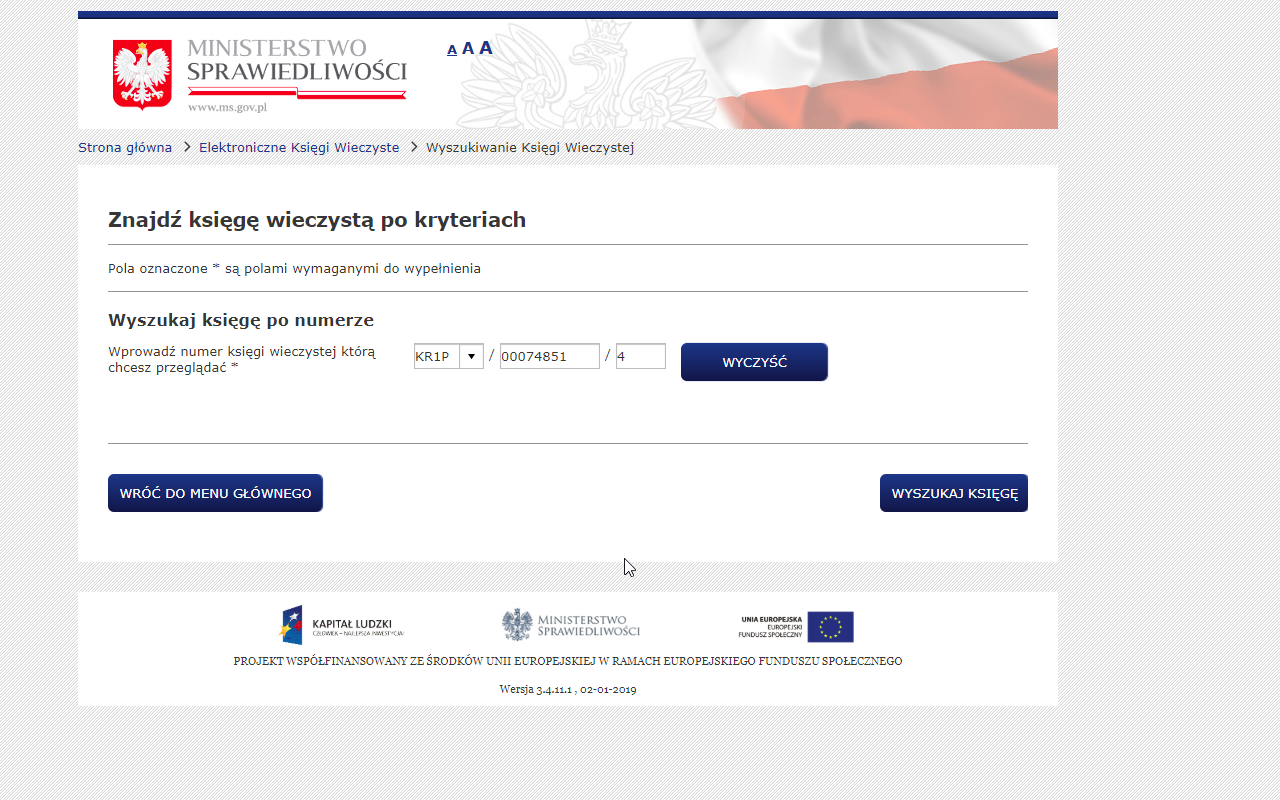 MINISTERSTWO
SPRAWIEDLIWOŚCI
www.ms.gov.pl
A A A
Strona główna > Elektroniczne Księgi Wieczyste > Wyszukiwanie Księgi Wieczystej
Znajdź księgę wieczystą po kryteriach
Pola oznaczone * są polami wymaganymi do wypełnienia
Wyszukaj księgę po numerze
Wprowadź numer księgi wieczystej którą
chcesz przeglądać *
KR1P / 00074851 / 4
WYCZYŚĆ
WRÓĆ DO MENU GŁÓWNEGO
WYSZUKAJ KSIĘGĘ
KAPITAŁ LUDZKI
CZŁOWIEK – NAJLEPSZA INWESTYCJA!
MINISTERSTWO
SPRAWIEDLIWOŚCI
UNIA EUROPEJSKA
EUROPEJSKI
FUNDUSZ SPOŁECZNY
PROJEKT WSPÓŁFINANSOWANY ZE ŚRODKÓW UNII EUROPEJSKIEJ W RAMACH EUROPEJSKIEGO FUNDUSZU SPOŁECZNEGO
Wersja 3.4.11.1 , 02-01-2019